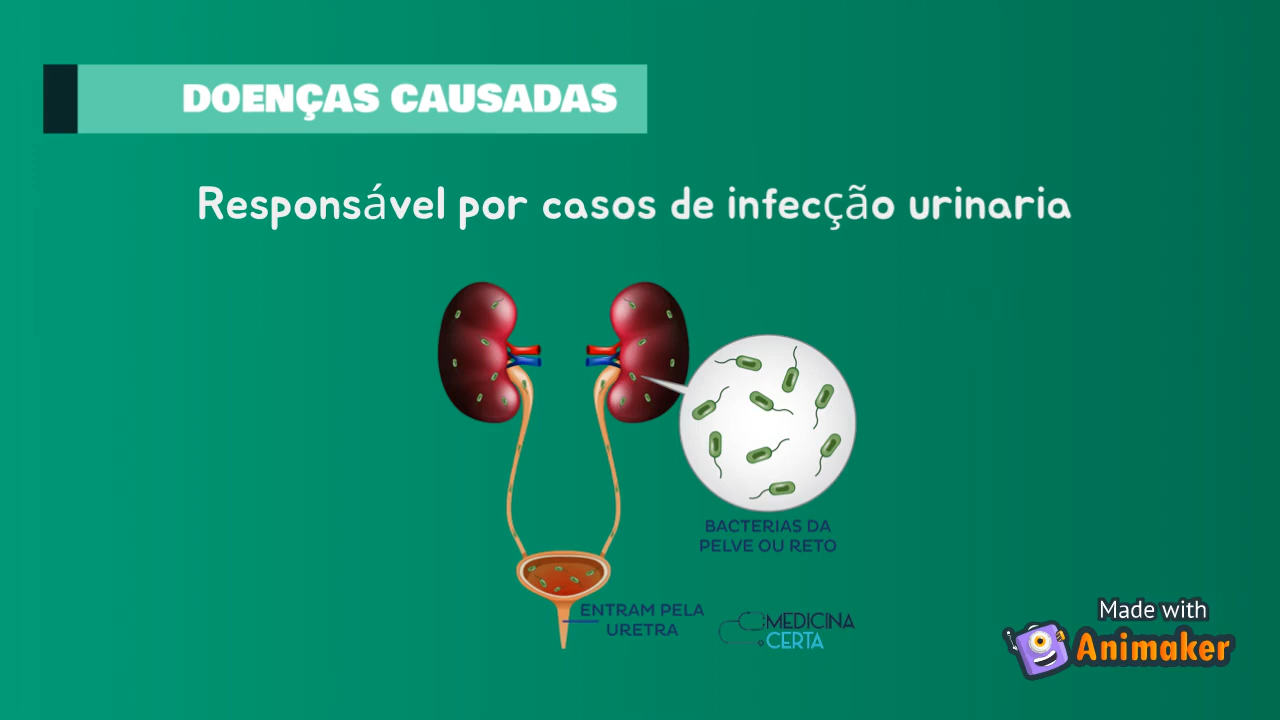 DOENÇAS CAUSADAS
Responsável por casos de infecção urinaria
BACTERIAS DA
PELVE OU RETO
ENTRAM PELA
URETRA
MEDICINA
CERTA
Made with
Animaker